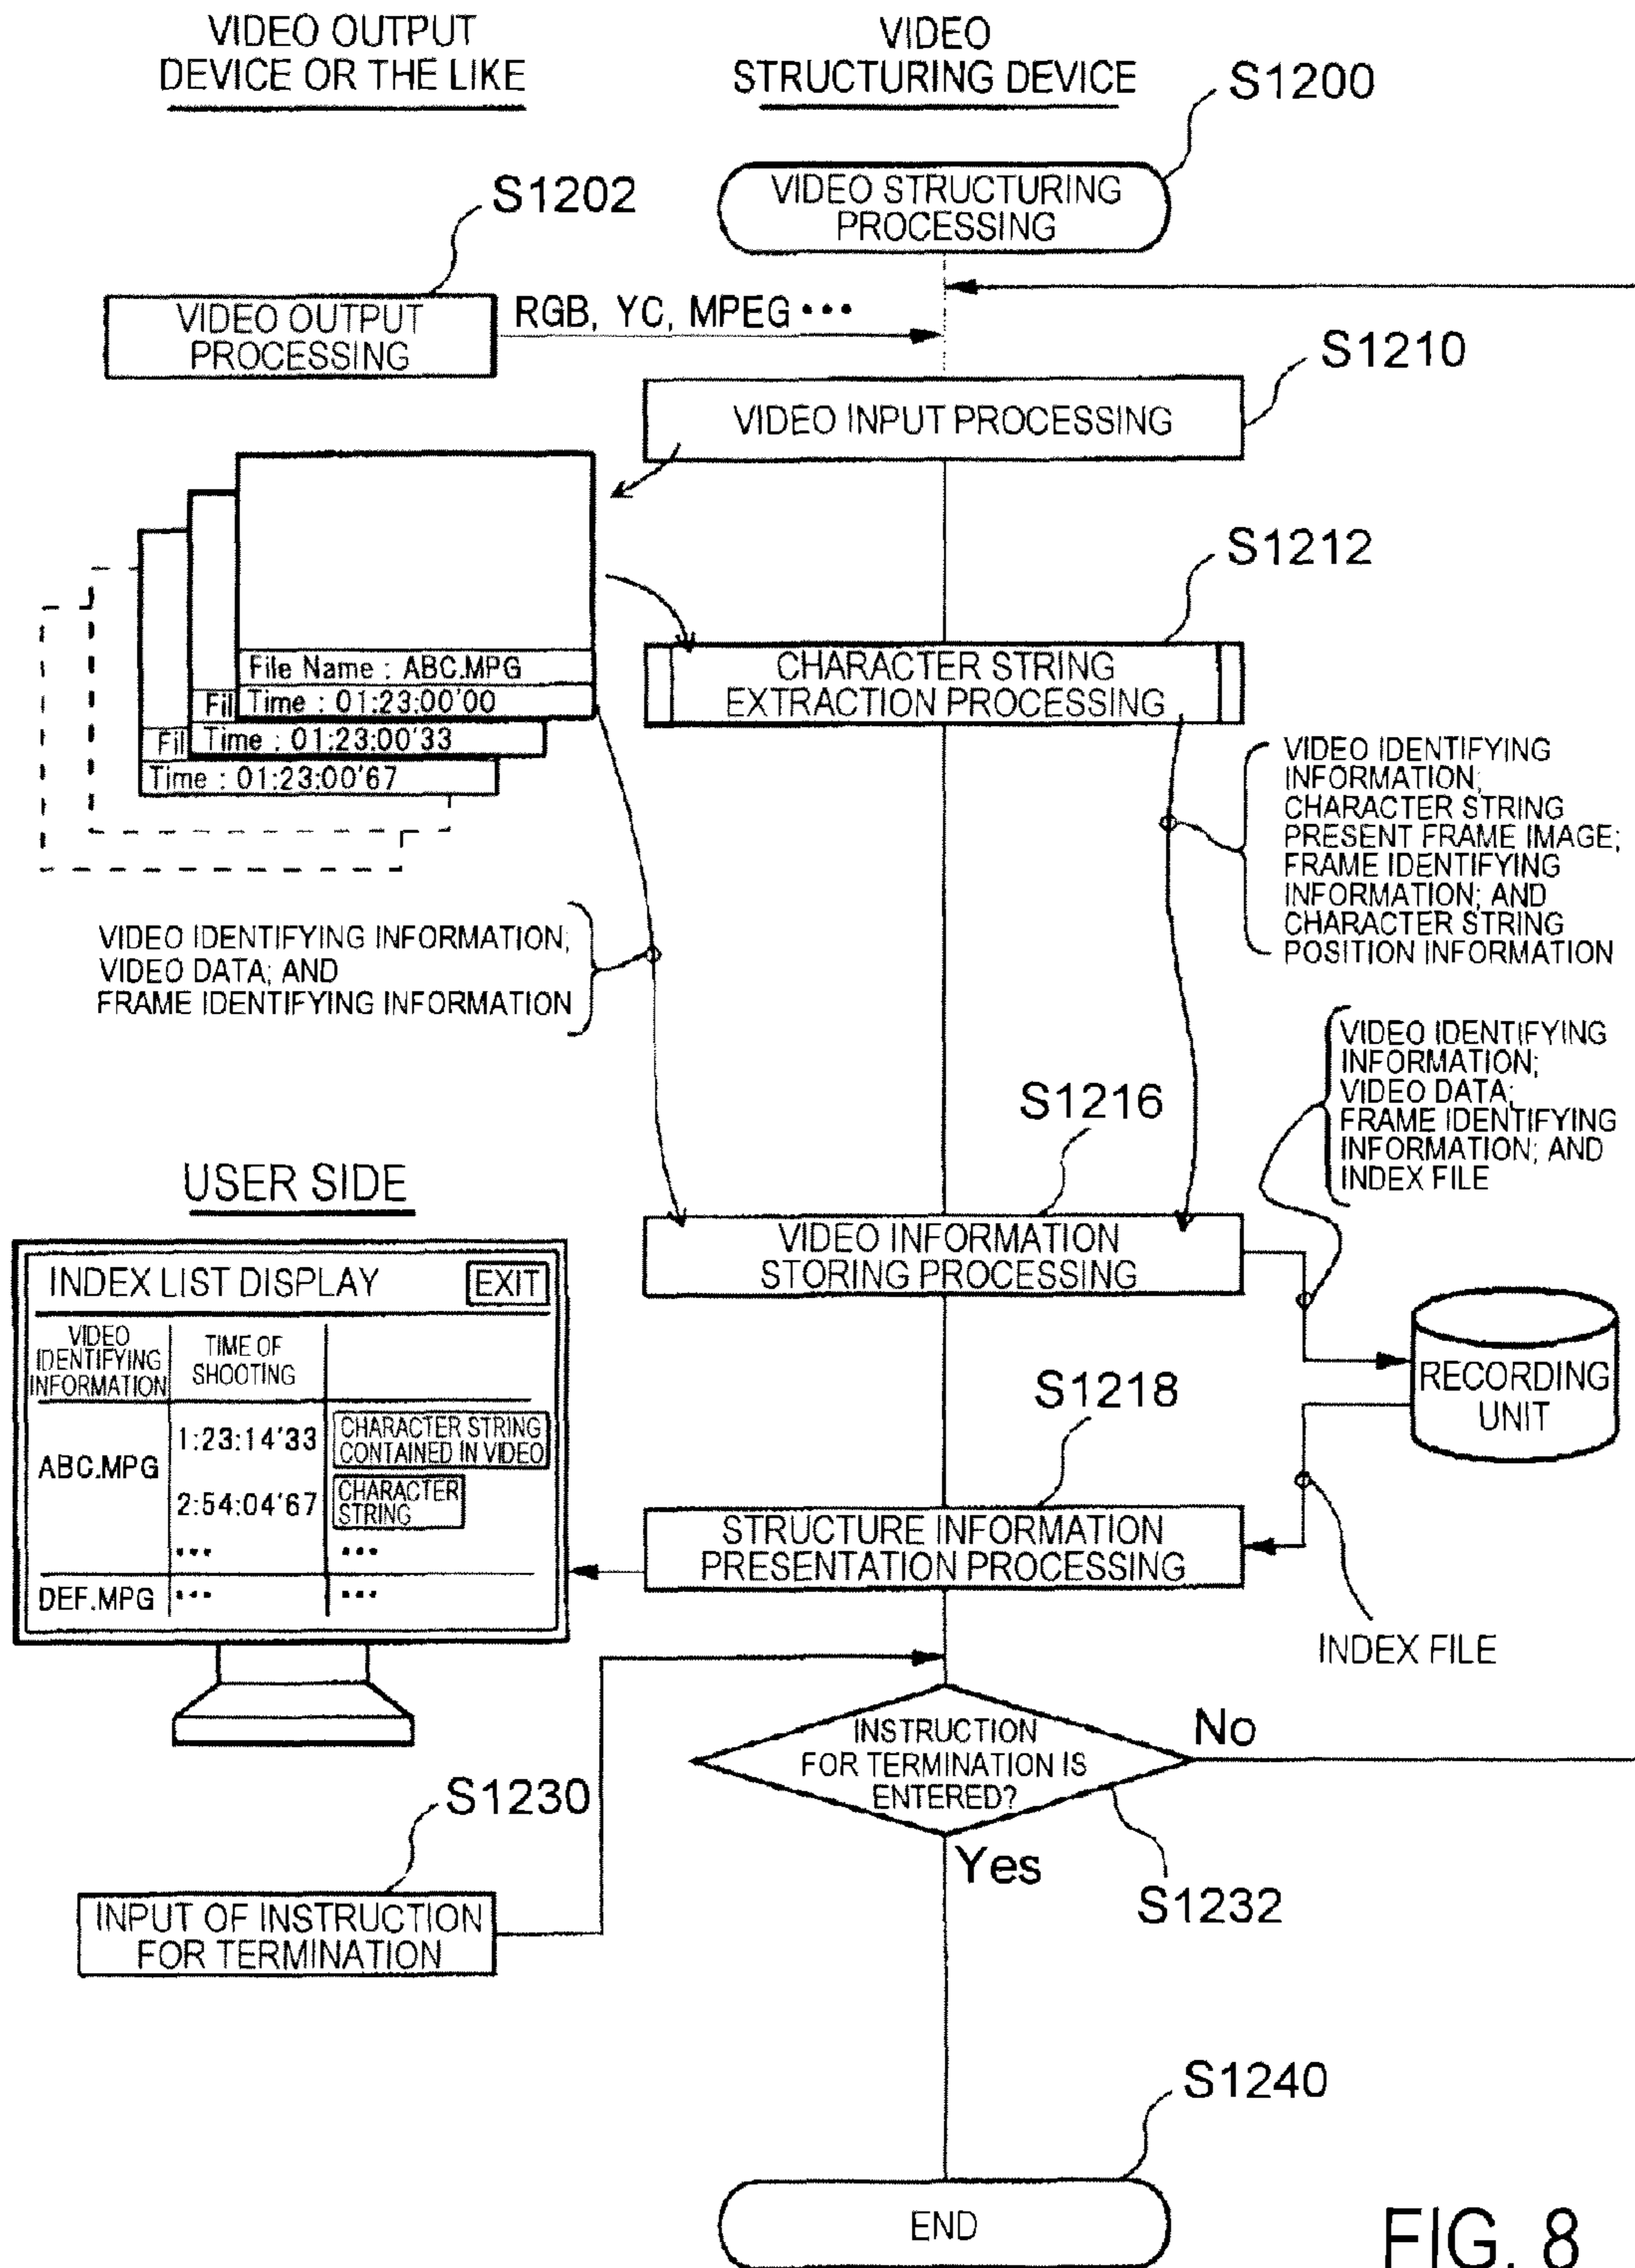 VIDEO OUTPUT
DEVICE OR THE LIKE
VIDEO
STRUCTURING DEVICE
S1200
VIDEO STRUCTURING
PROCESSING
S1202
VIDEO OUTPUT
PROCESSING
RGB, YC, MPEG •••
S1210
VIDEO INPUT PROCESSING
S1212
CHARACTER STRING
EXTRACTION PROCESSING
File Name : ABC.MPG
Fil Time : 01:23:00'00
Fil Time : 01:23:00'33
Time : 01:23:00'67
VIDEO IDENTIFYING
INFORMATION;
CHARACTER STRING
PRESENT FRAME IMAGE;
FRAME IDENTIFYING
INFORMATION; AND
CHARACTER STRING
POSITION INFORMATION
VIDEO IDENTIFYING INFORMATION;
VIDEO DATA; AND
FRAME IDENTIFYING INFORMATION
VIDEO IDENTIFYING
INFORMATION;
VIDEO DATA;
FRAME IDENTIFYING
INFORMATION; AND
INDEX FILE
S1216
VIDEO INFORMATION
STORING PROCESSING
USER SIDE
INDEX LIST DISPLAY
EXIT
VIDEO
IDENTIFYING
INFORMATION
TIME OF
SHOOTING
ABC.MPG
1:23:14'33
CHARACTER STRING
CONTAINED IN VIDEO
2:54:04'67
CHARACTER
STRING
•••
•••
DEF.MPG
•••
•••
RECORDING
UNIT
S1218
STRUCTURE INFORMATION
PRESENTATION PROCESSING
INDEX FILE
INSTRUCTION
FOR TERMINATION IS
ENTERED?
No
Yes
S1232
S1230
INPUT OF INSTRUCTION
FOR TERMINATION
S1240
END
FIG. 8